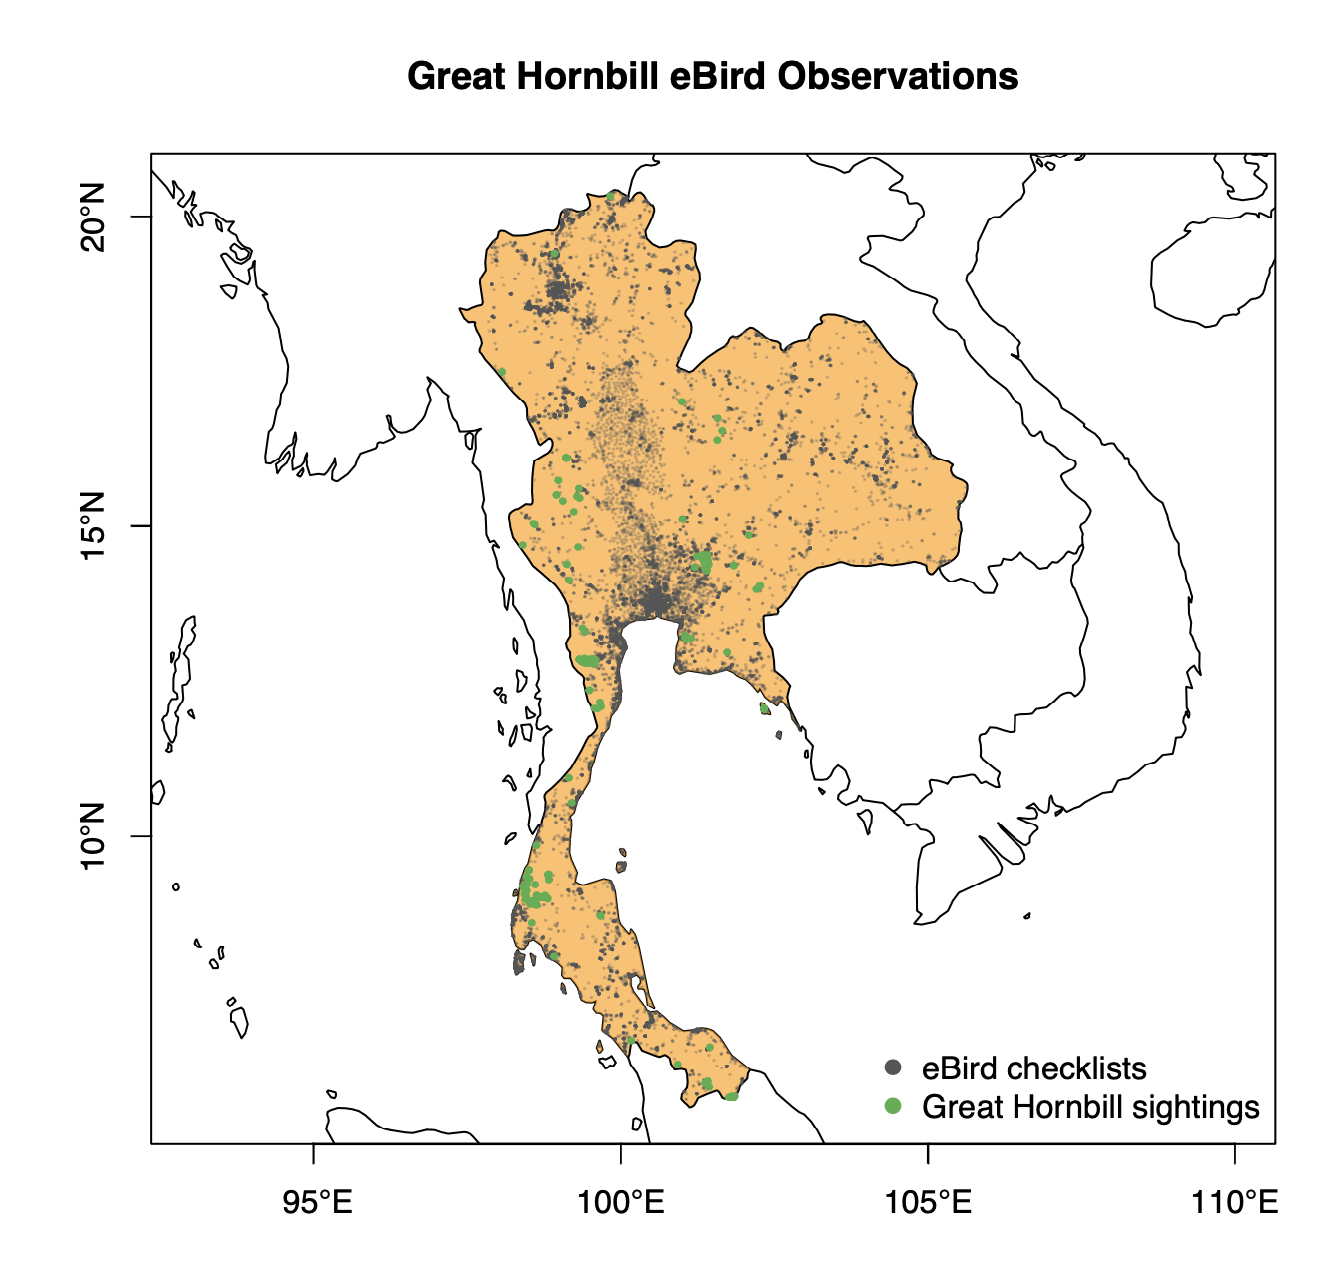 Great Hornbill eBird Observations
20°N
15°N
10°N
eBird checklists
Great Hornbill sightings
95°E
100°E
105°E
110°E